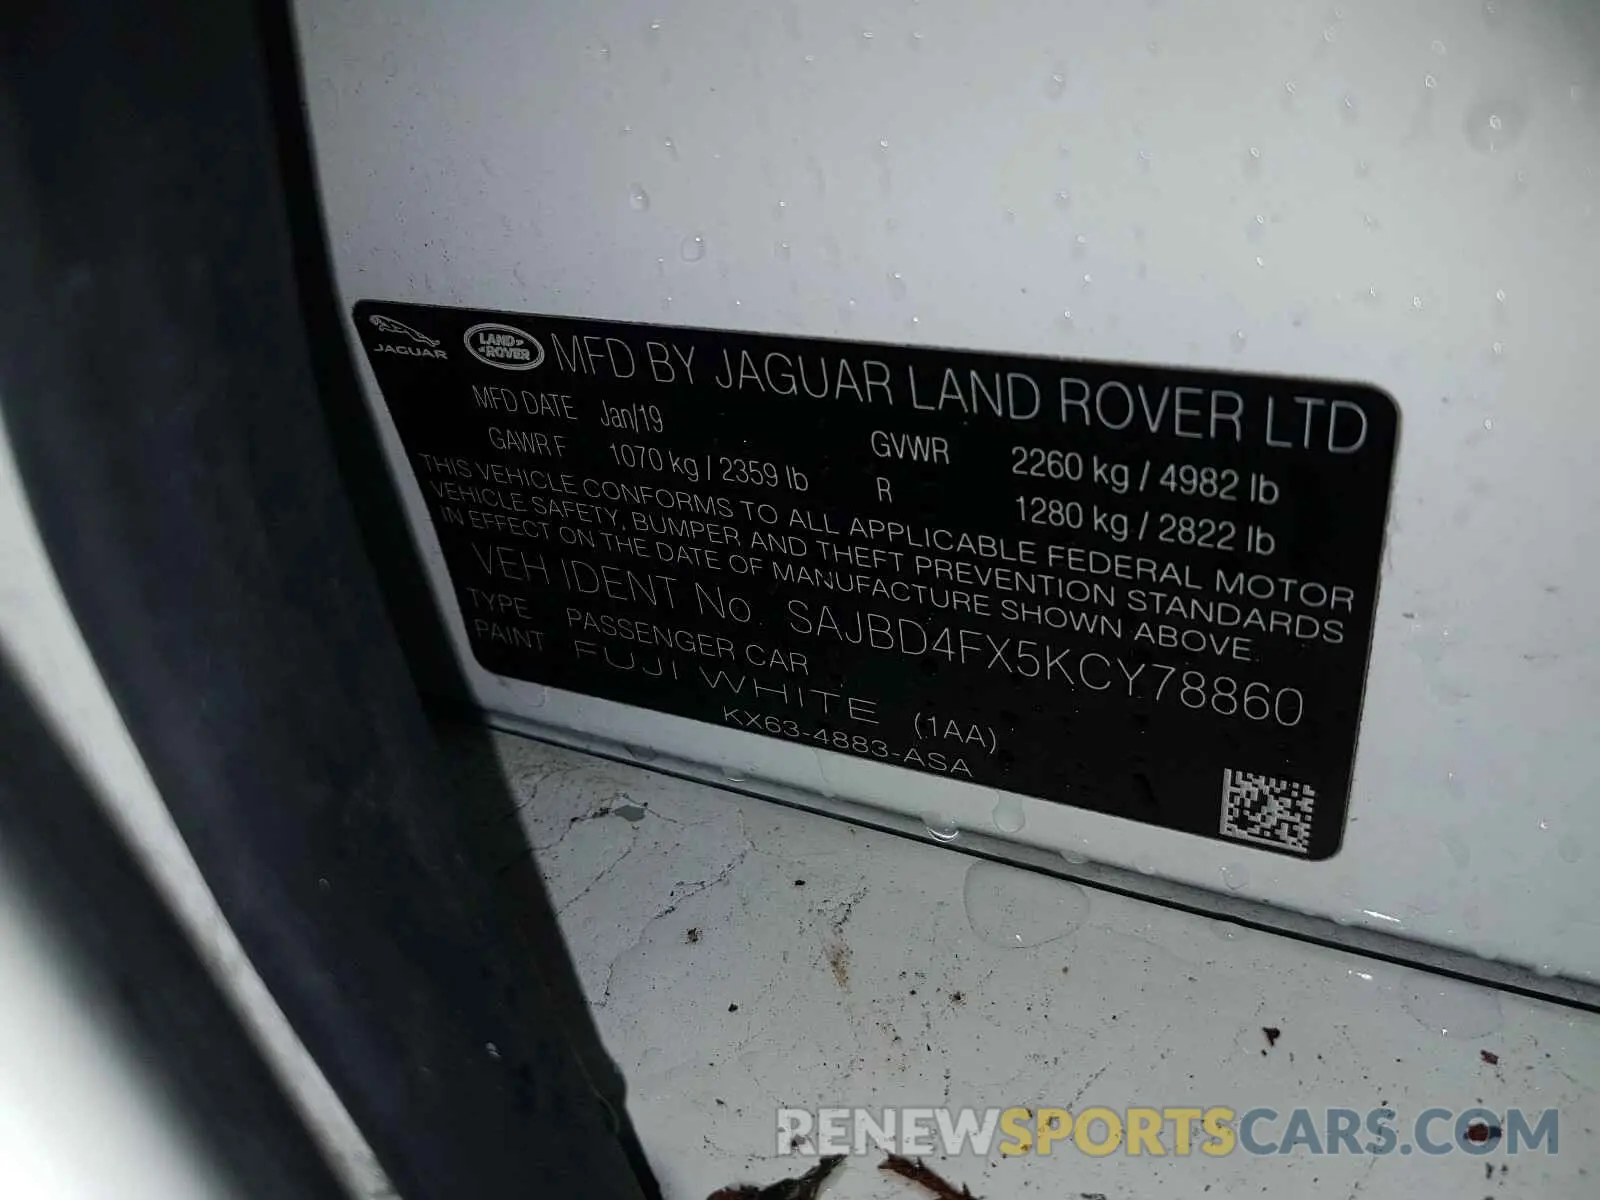 JAGUAR LAND ROVER MFD BY JAGUAR LAND ROVER LTD
MFD DATE Jan/19 GVWR 2260 kg / 4982 lb
GAWR F 1070 kg / 2359 lb R 1280 kg / 2822 lb
THIS VEHICLE CONFORMS TO ALL APPLICABLE FEDERAL MOTOR
VEHICLE SAFETY, BUMPER AND THEFT PREVENTION STANDARDS
IN EFFECT ON THE DATE OF MANUFACTURE SHOWN ABOVE.
VEH IDENT No. SAJBD4FX5KCY78860
TYPE PASSENGER CAR
PAINT FUJI WHITE (1AA)
KX63-4883-ASA
RENEWSPORTSCARS.COM